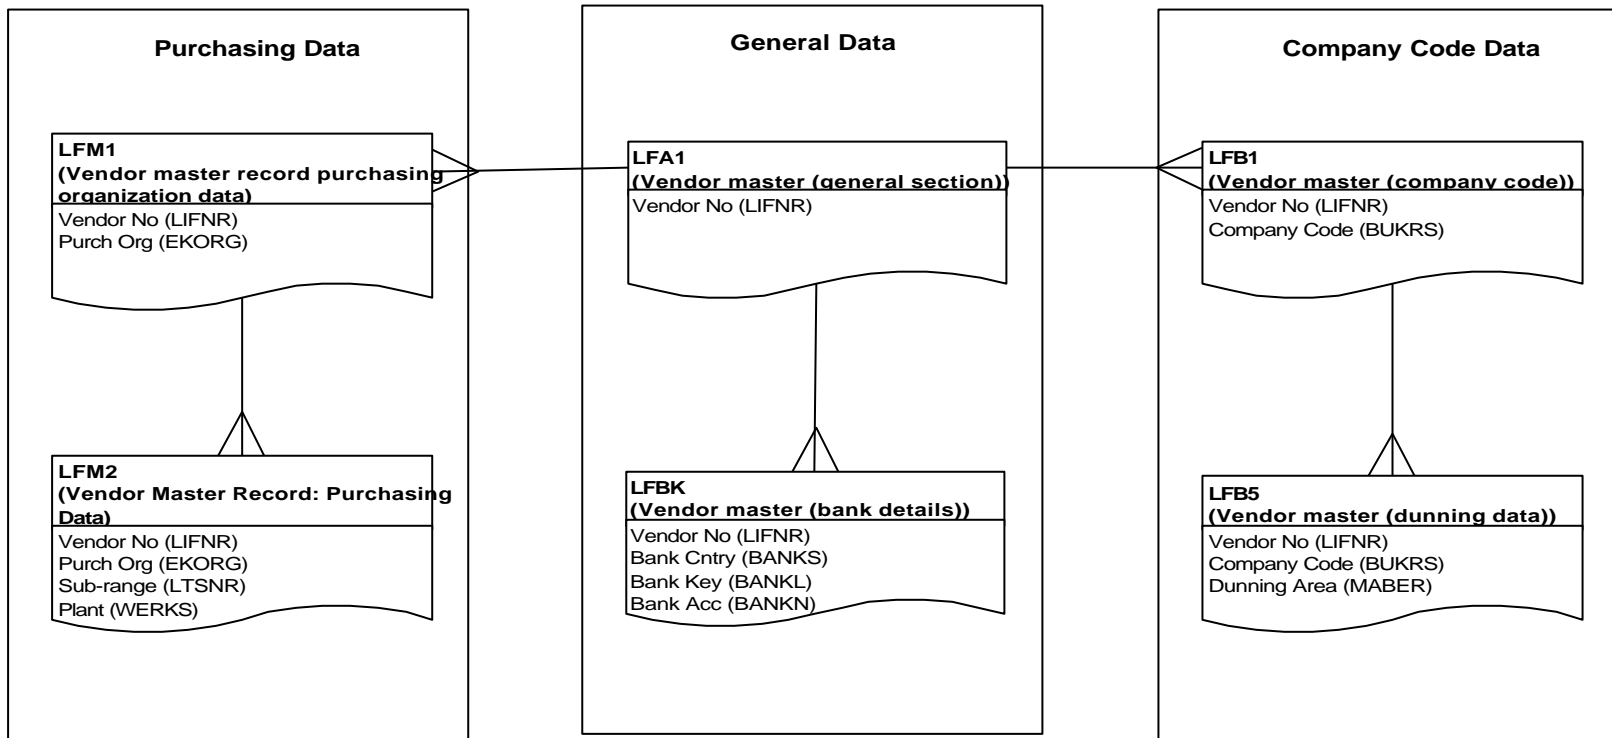 Purchasing Data
LFM1
(Vendor master record purchasing
organization data)
Vendor No (LIFNR)
Purch Org (EKORG)
LFM2
(Vendor Master Record: Purchasing
Data)
Vendor No (LIFNR)
Purch Org (EKORG)
Sub-range (LTSNR)
Plant (WERKS)
General Data
LFA1
(Vendor master (general section))
Vendor No (LIFNR)
LFBK
(Vendor master (bank details))
Vendor No (LIFNR)
Bank Cntry (BANKS)
Bank Key (BANKL)
Bank Acc (BANKN)
Company Code Data
LFB1
(Vendor master (company code))
Vendor No (LIFNR)
Company Code (BUKRS)
LFB5
(Vendor master (dunning data))
Vendor No (LIFNR)
Company Code (BUKRS)
Dunning Area (MABER)